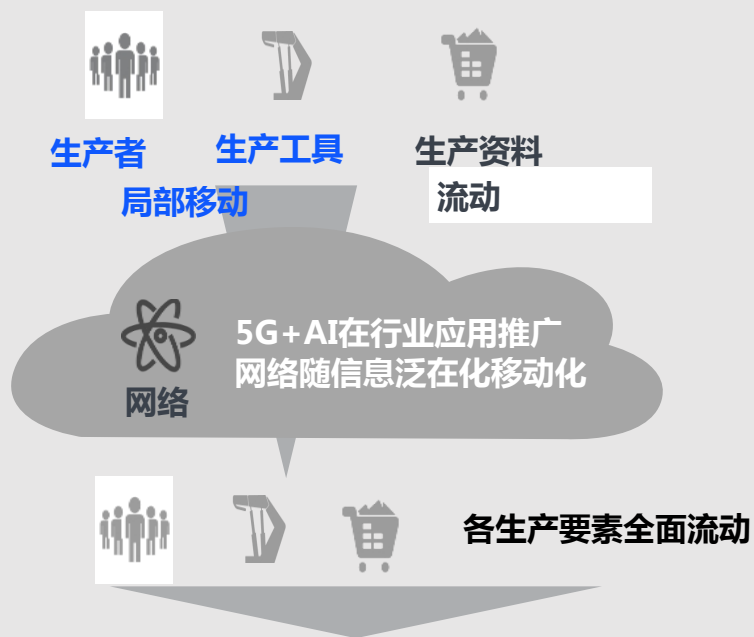 生产者
生产工具
生产资料
局部移动
流动
5G+AI在行业应用推广
网络随信息泛在化移动化
网络
各生产要素全面流动